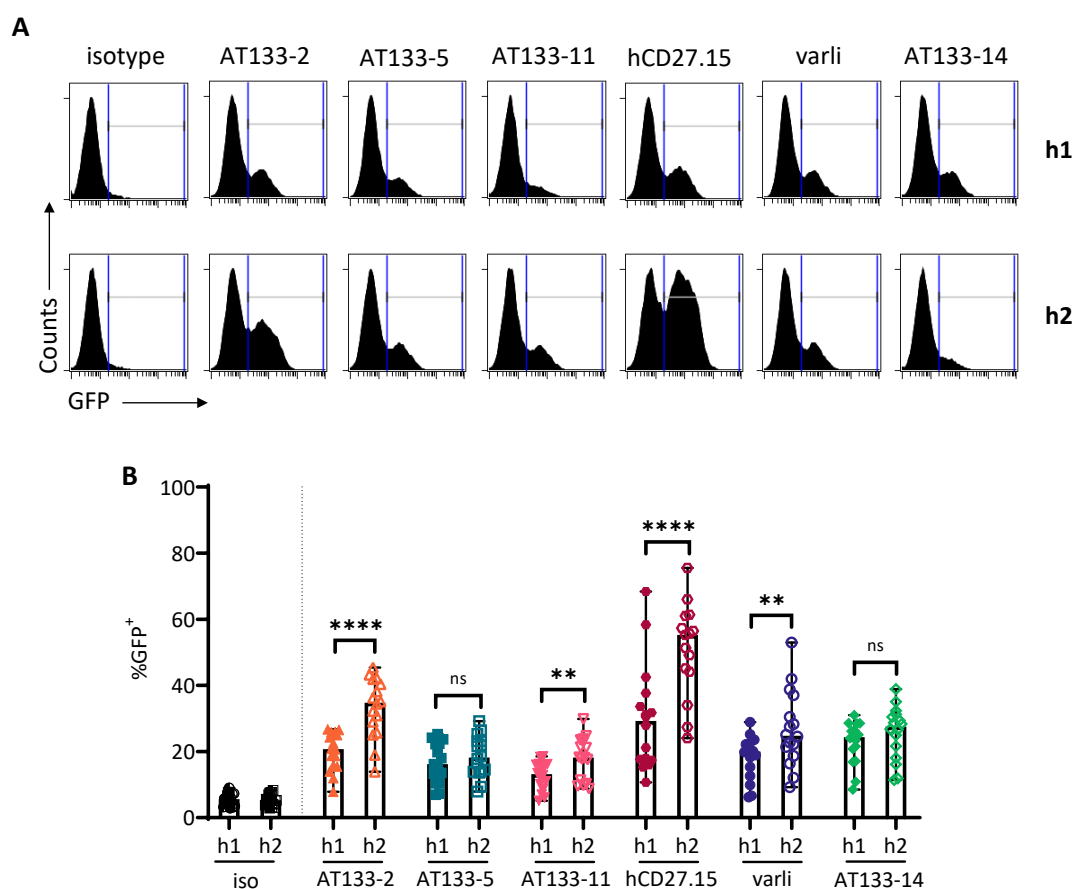 A
isotype AT133-2 AT133-5 AT133-11 hCD27.15 varli AT133-14
h1
h2
Counts
GFP
B
%GFP+
100
80
60
40
20
0
**** ns ** **** ** ns
h1 h2 h1 h2 h1 h2 h1 h2 h1 h2 h1 h2 h1 h2
iso AT133-2 AT133-5 AT133-11 hCD27.15 varli AT133-14